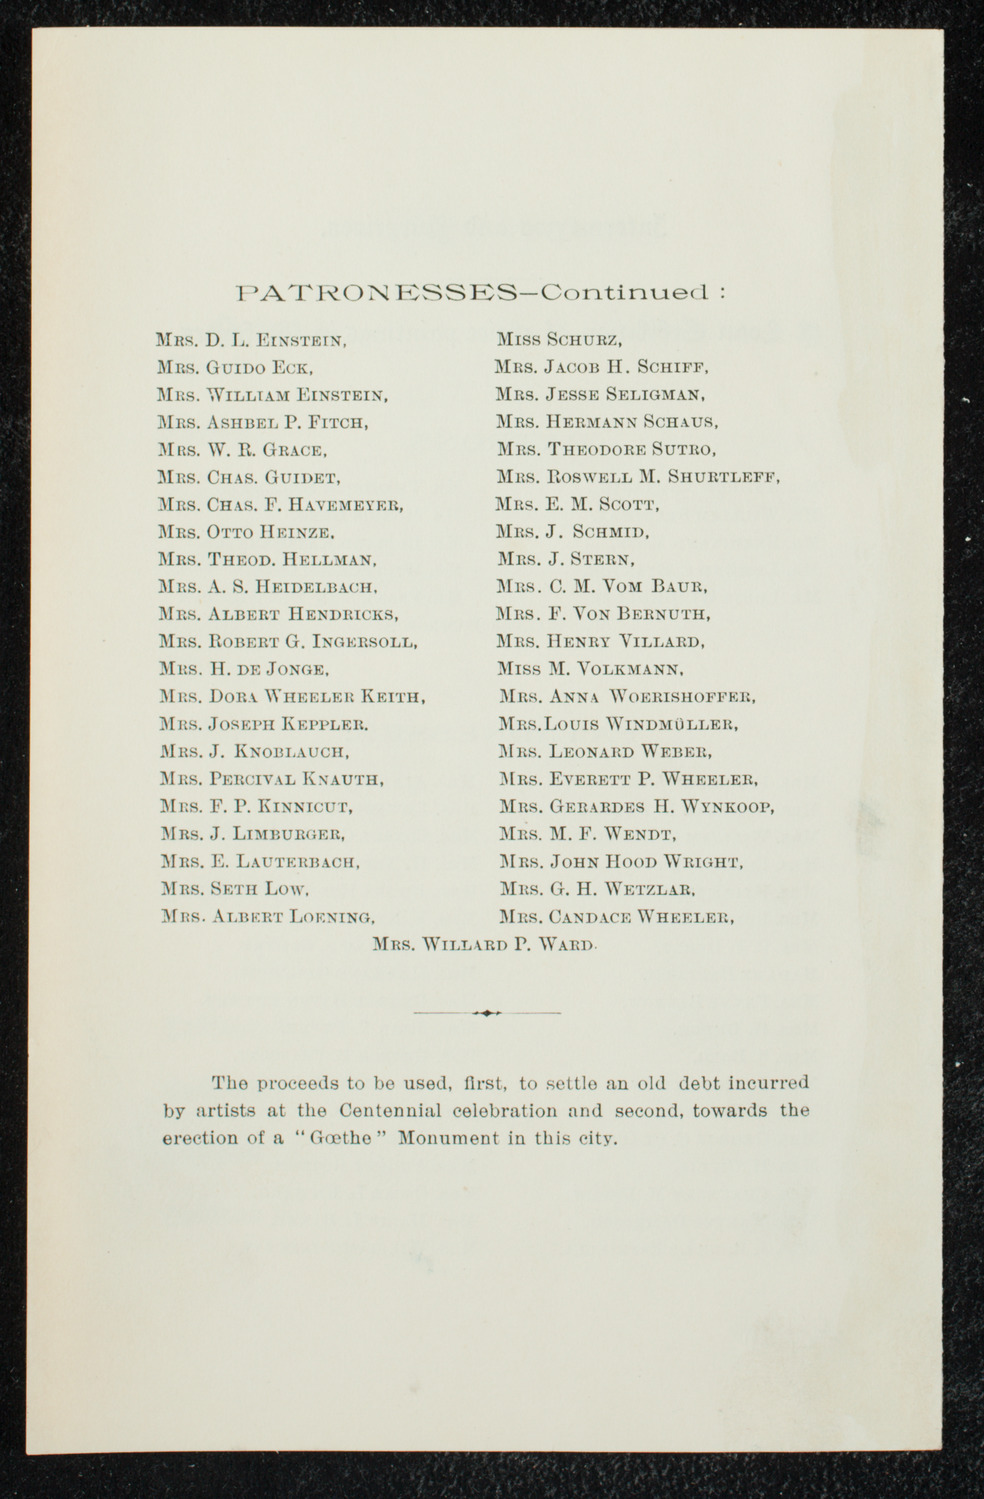 PATRONESSES—Continued :
MRS. D. L. EINSTEIN,
MRS. GUIDO ECK,
MRS. WILLIAM EINSTEIN,
MRS. ASHBEL P. FITCH,
MRS. W. R. GRACE,
MRS. CHAS. GUIDET,
MRS. CHAS. F. HAVEMEYER,
MRS. OTTO HEINZE,
MRS. THEOD. HELLMAN,
MRS. A. S. HEIDELBACH,
MRS. ALBERT HENDRICKS,
MRS. ROBERT G. INGERSOLL,
MRS. H. DE JONGE,
MRS. DORA WHEELER KEITH,
MRS. JOSEPH KEPPLER.
MRS. J. KNOBLAUCH,
MRS. PERCIVAL KNAUTH,
MRS. F. P. KINNICUT,
MRS. J. LIMBURGER,
MRS. E. LAUTERBACH,
MRS. SETH LOW,
MRS. ALBERT LOENING,
MISS SCHURZ,
MRS. JACOB H. SCHIFF,
MRS. JESSE SELIGMAN,
MRS. HERMANN SCHAUS,
MRS. THEODORE SUTRO,
MRS. ROSWELL M. SHURTLEFF,
MRS. E. M. SCOTT,
MRS. J. SCHMID,
MRS. J. STERN,
MRS. C. M. VOM BAUR,
MRS. F. VON BERNUTH,
MRS. HENRY VILLARD,
MISS M. VOLKMANN,
MRS. ANNA WOERISHOFFER,
MRS. LOUIS WINDMÜLLER,
MRS. LEONARD WEBER,
MRS. EVERETT P. WHEELER,
MRS. GERARDES H. WYNKOOP,
MRS. M. F. WENDT,
MRS. JOHN HOOD WRIGHT,
MRS. G. H. WETZLAR,
MRS. CANDACE WHEELER,
MRS. WILLARD P. WARD.
The proceeds to be used, first, to settle an old debt incurred
by artists at the Centennial celebration and second, towards the
erection of a "Gœthe" Monument in this city.